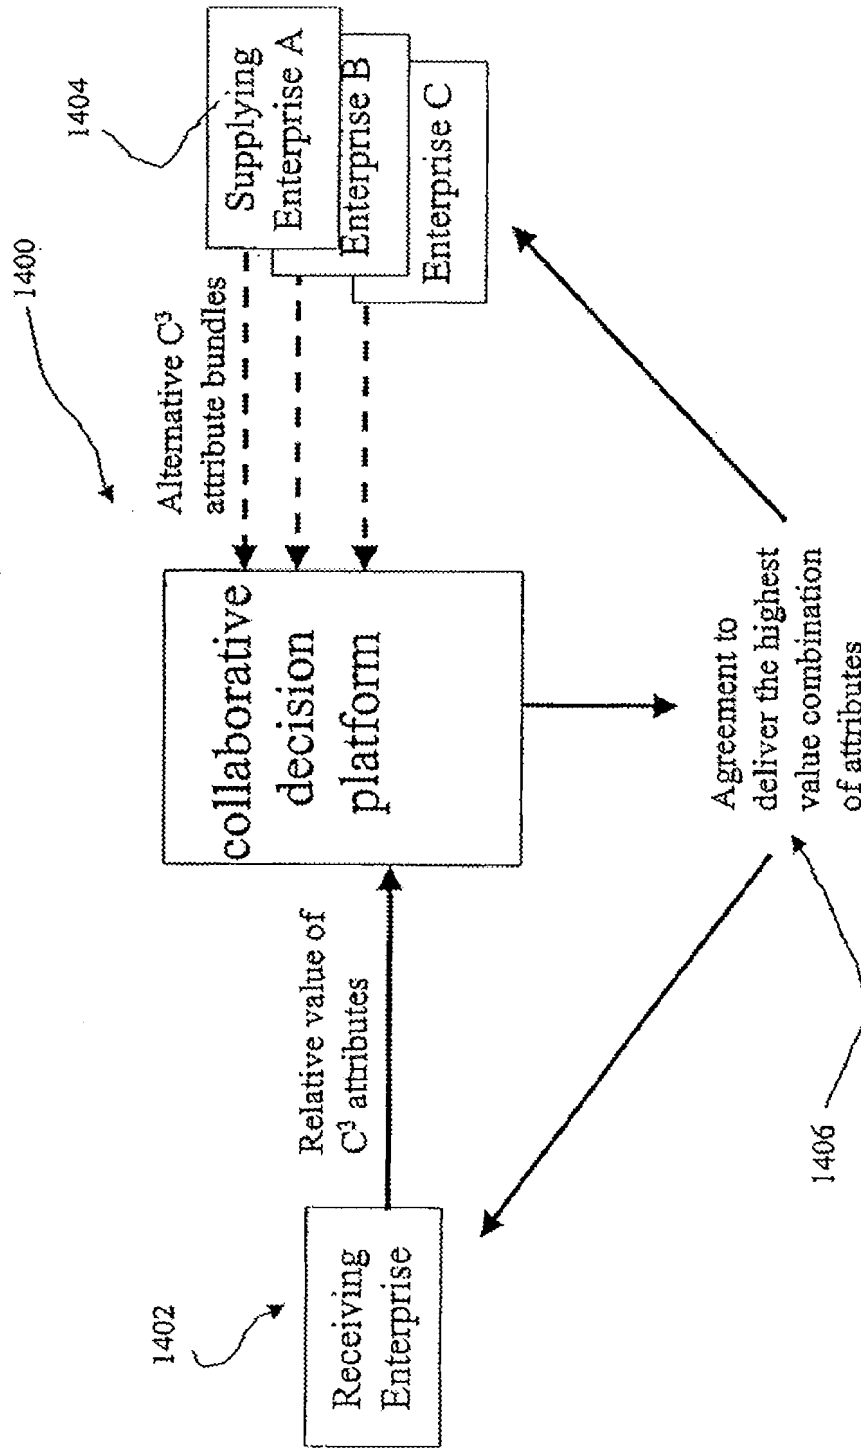 1400
1404
Supplying
Enterprise A
Enterprise B
Enterprise C
Alternative C³
attribute bundles
collaborative
decision
platform
Relative value of
C³ attributes
1402
Receiving
Enterprise
Agreement to
deliver the highest
value combination
of attributes
1406